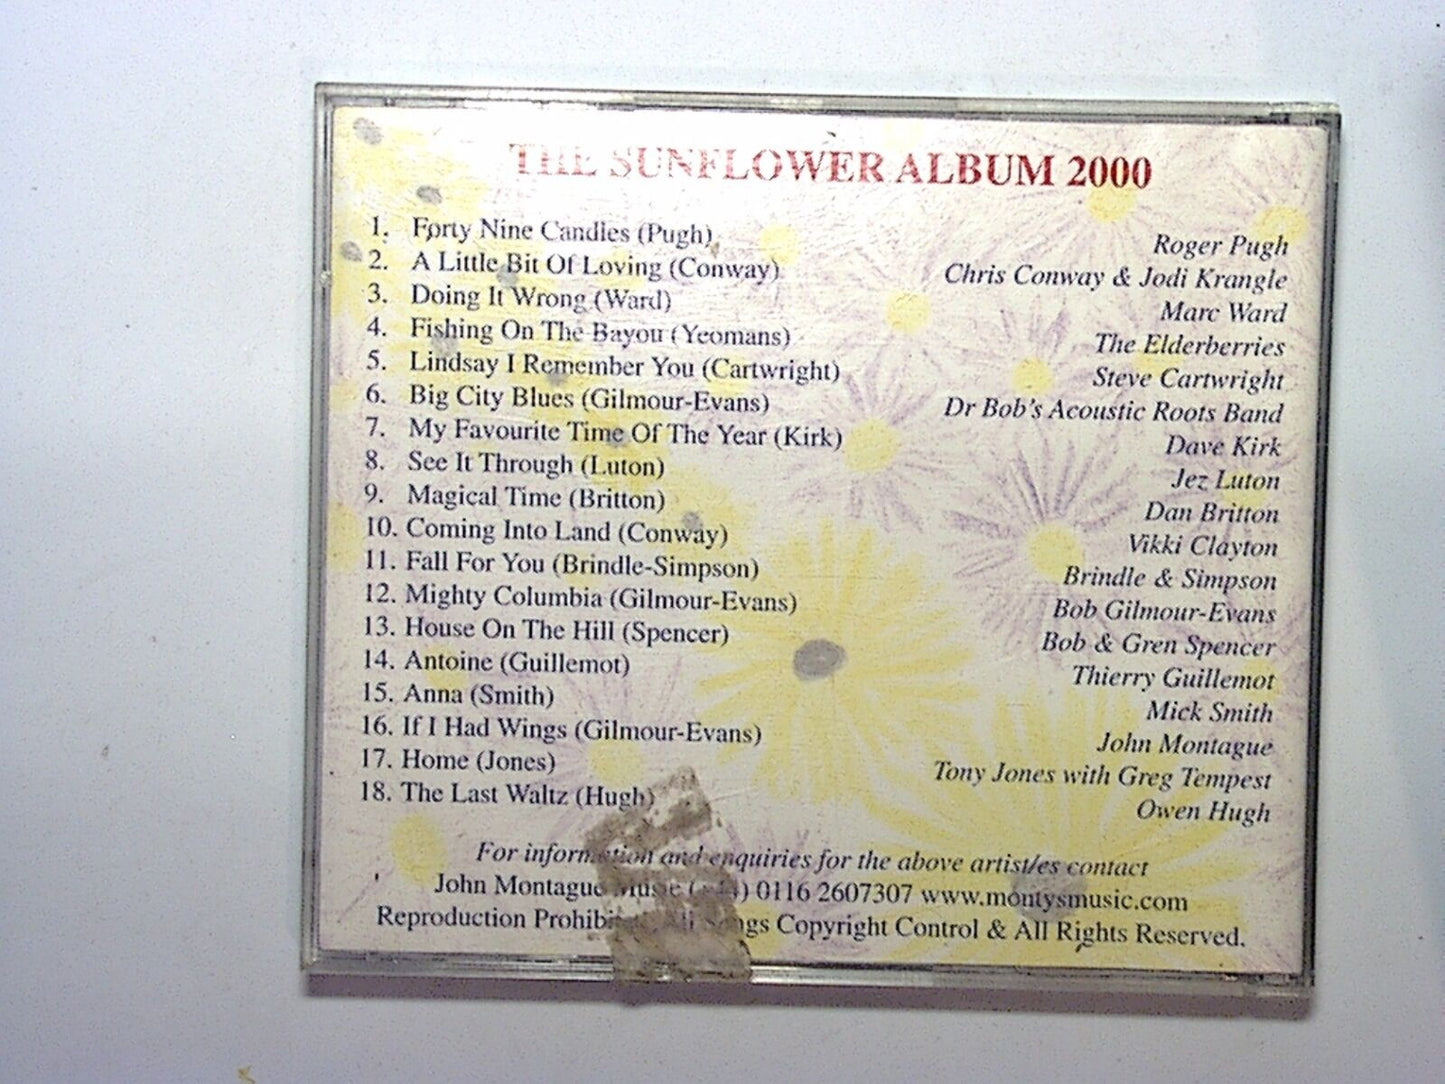 THE SUNFLOWER ALBUM 2000
1. Forty Nine Candles (Pugh) Roger Pugh
2. A Little Bit Of Loving (Conway) Chris Conway & Jodi Krangle
3. Doing It Wrong (Ward) Marc Ward
4. Fishing On The Bayou (Yeomans) The Elderberries
5. Lindsay I Remember You (Cartwright) Steve Cartwright
6. Big City Blues (Gilmour-Evans) Dr Bob's Acoustic Roots Band
7. My Favourite Time Of The Year (Kirk) Dave Kirk
8. See It Through (Luton) Jez Luton
9. Magical Time (Britton) Dan Britton
10. Coming Into Land (Conway) Vikki Clayton
11. Fall For You (Brindle-Simpson) Brindle & Simpson
12. Mighty Columbia (Gilmour-Evans) Bob Gilmour-Evans
13. House On The Hill (Spencer) Bob & Gren Spencer
14. Antoine (Guillemot) Thierry Guillemot
15. Anna (Smith) Mick Smith
16. If I Had Wings (Gilmour-Evans) John Montague
17. Home (Jones) Tony Jones with Greg Tempest
18. The Last Waltz (Hugh) Owen Hugh
For information and enquiries for the above artist/es contact
John Montague Music (+44) 0116 2607307 www.montysmusic.com
Reproduction Prohibited. All Songs Copyright Control & All Rights Reserved.